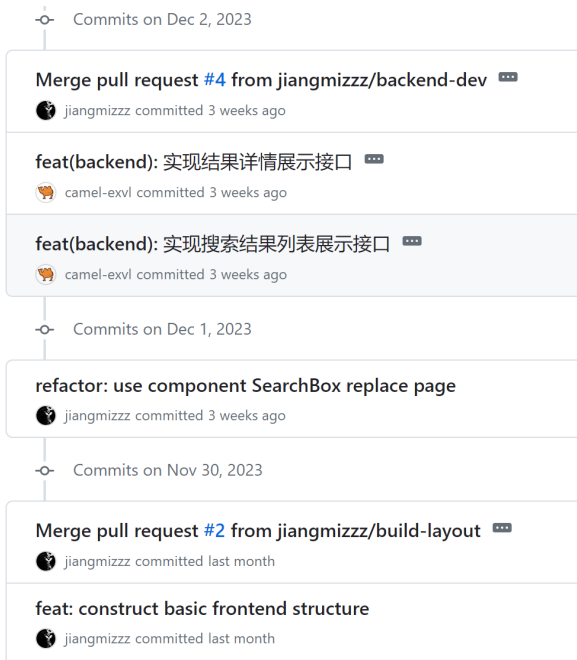 Commits on Dec 2, 2023
Merge pull request #4 from jiangmizzz/backend-dev
jiangmizzz committed 3 weeks ago
feat(backend): 实现结果详情展示接口
camel-exvl committed 3 weeks ago
feat(backend): 实现搜索结果列表展示接口
camel-exvl committed 3 weeks ago
Commits on Dec 1, 2023
refactor: use component SearchBox replace page
jiangmizzz committed 3 weeks ago
Commits on Nov 30, 2023
Merge pull request #2 from jiangmizzz/build-layout
jiangmizzz committed last month
feat: construct basic frontend structure
jiangmizzz committed last month